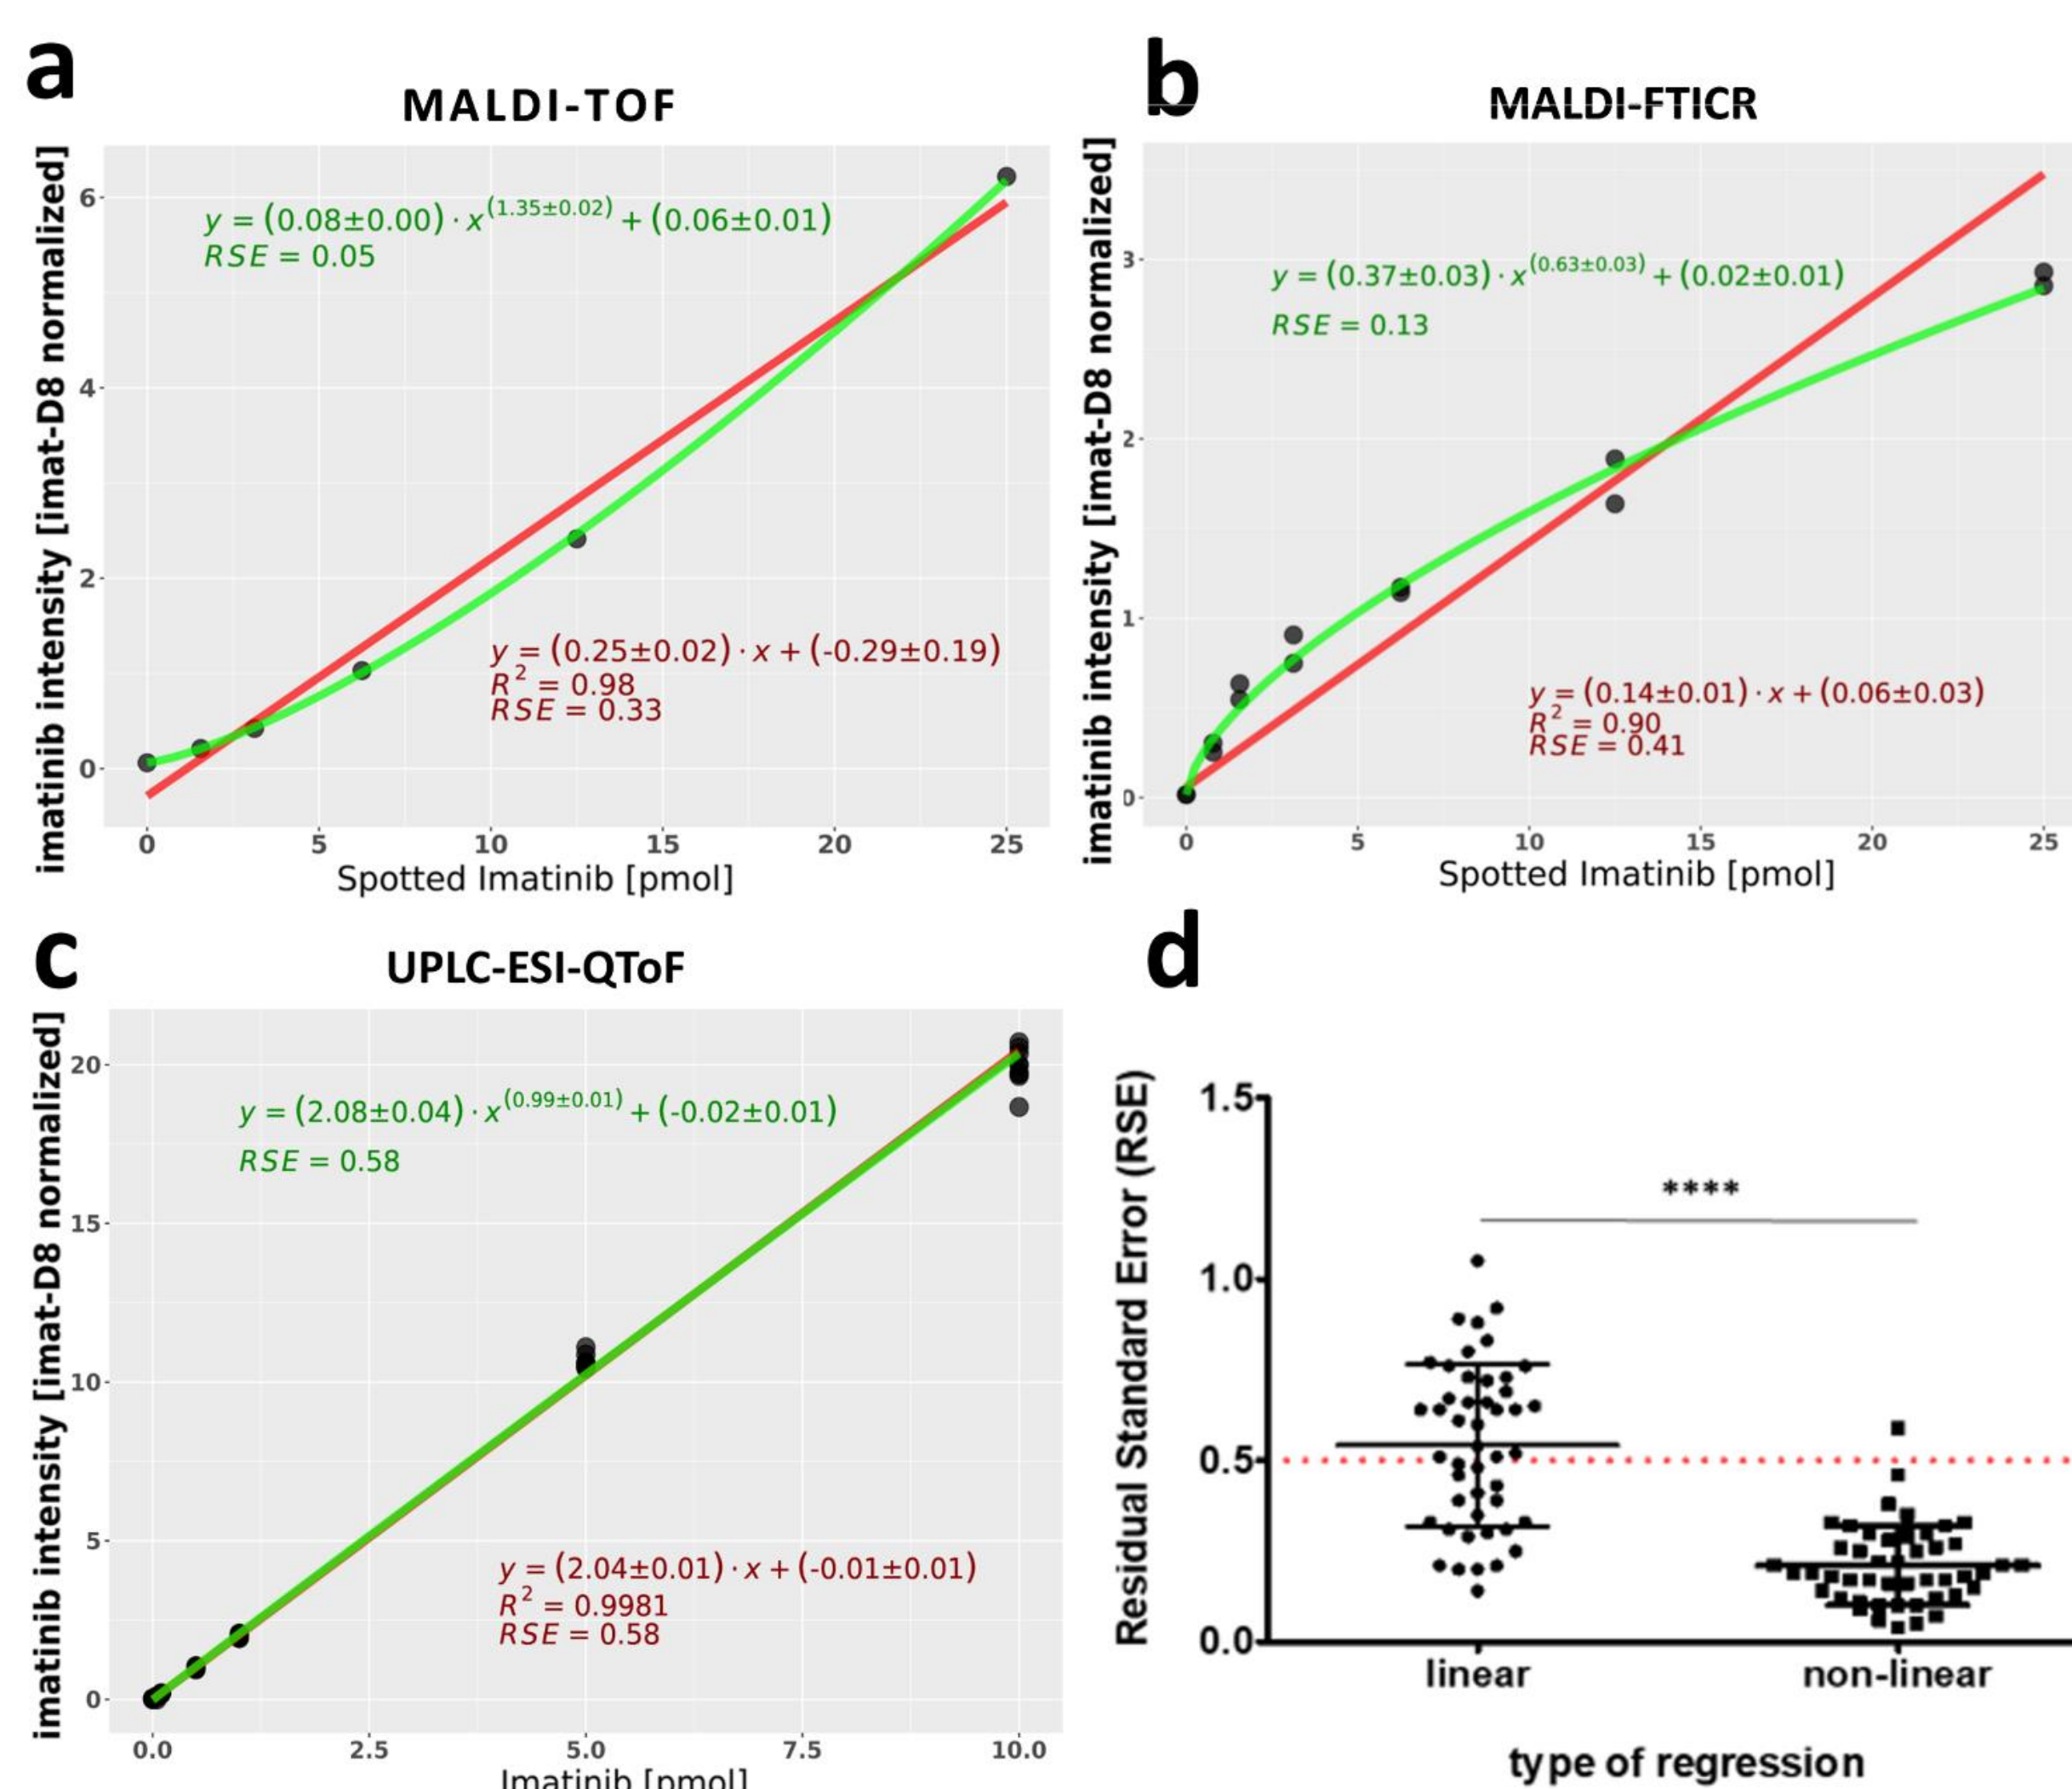 a
MALDI-TOF
imatinib intensity [imat-D8 normalized]
6
4
2
0
y = (0.08±0.00) · x^(1.35±0.02) + (0.06±0.01)
RSE = 0.05
y = (0.25±0.02) · x + (-0.29±0.19)
R² = 0.98
RSE = 0.33
0 5 10 15 20 25
Spotted Imatinib [pmol]
b
MALDI-FTICR
imatinib intensity [imat-D8 normalized]
3
2
1
0
y = (0.37±0.03) · x^(0.63±0.03) + (0.02±0.01)
RSE = 0.13
y = (0.14±0.01) · x + (0.06±0.03)
R² = 0.90
RSE = 0.41
0 5 10 15 20 25
Spotted Imatinib [pmol]
c
UPLC-ESI-QToF
imatinib intensity [imat-D8 normalized]
20
15
10
5
0
y = (2.08±0.04) · x^(0.99±0.01) + (-0.02±0.01)
RSE = 0.58
y = (2.04±0.01) · x + (-0.01±0.01)
R² = 0.9981
RSE = 0.58
0.0 2.5 5.0 7.5 10.0
Imatinib [pmol]
d
Residual Standard Error (RSE)
1.5
1.0
0.5
0.0
****
linear non-linear
type of regression